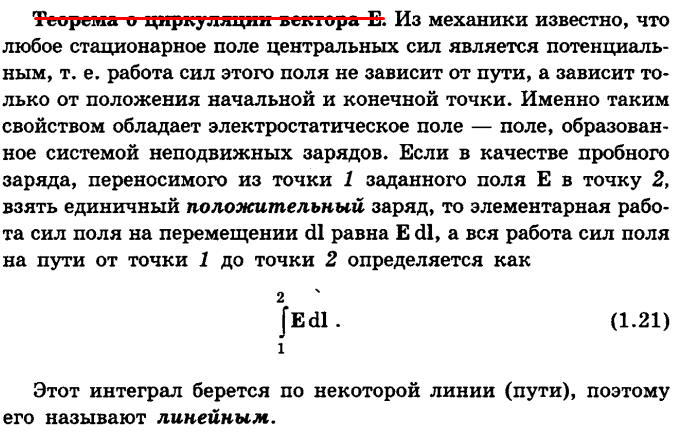 Теорема о циркуляции вектора E. Из механики известно, что
любое стационарное поле центральных сил является потенциаль-
ным, т. е. работа сил этого поля не зависит от пути, а зависит то-
лько от положения начальной и конечной точки. Именно таким
свойством обладает электростатическое поле — поле, образован-
ное системой неподвижных зарядов. Если в качестве пробного
заряда, переносимого из точки 1 заданного поля E в точку 2,
взять единичный положительный заряд, то элементарная рабо-
та сил поля на перемещении dl равна E dl, а вся работа сил поля
на пути от точки 1 до точки 2 определяется как
2
∫E dl . (1.21)
1
Этот интеграл берется по некоторой линии (пути), поэтому
его называют линейным.